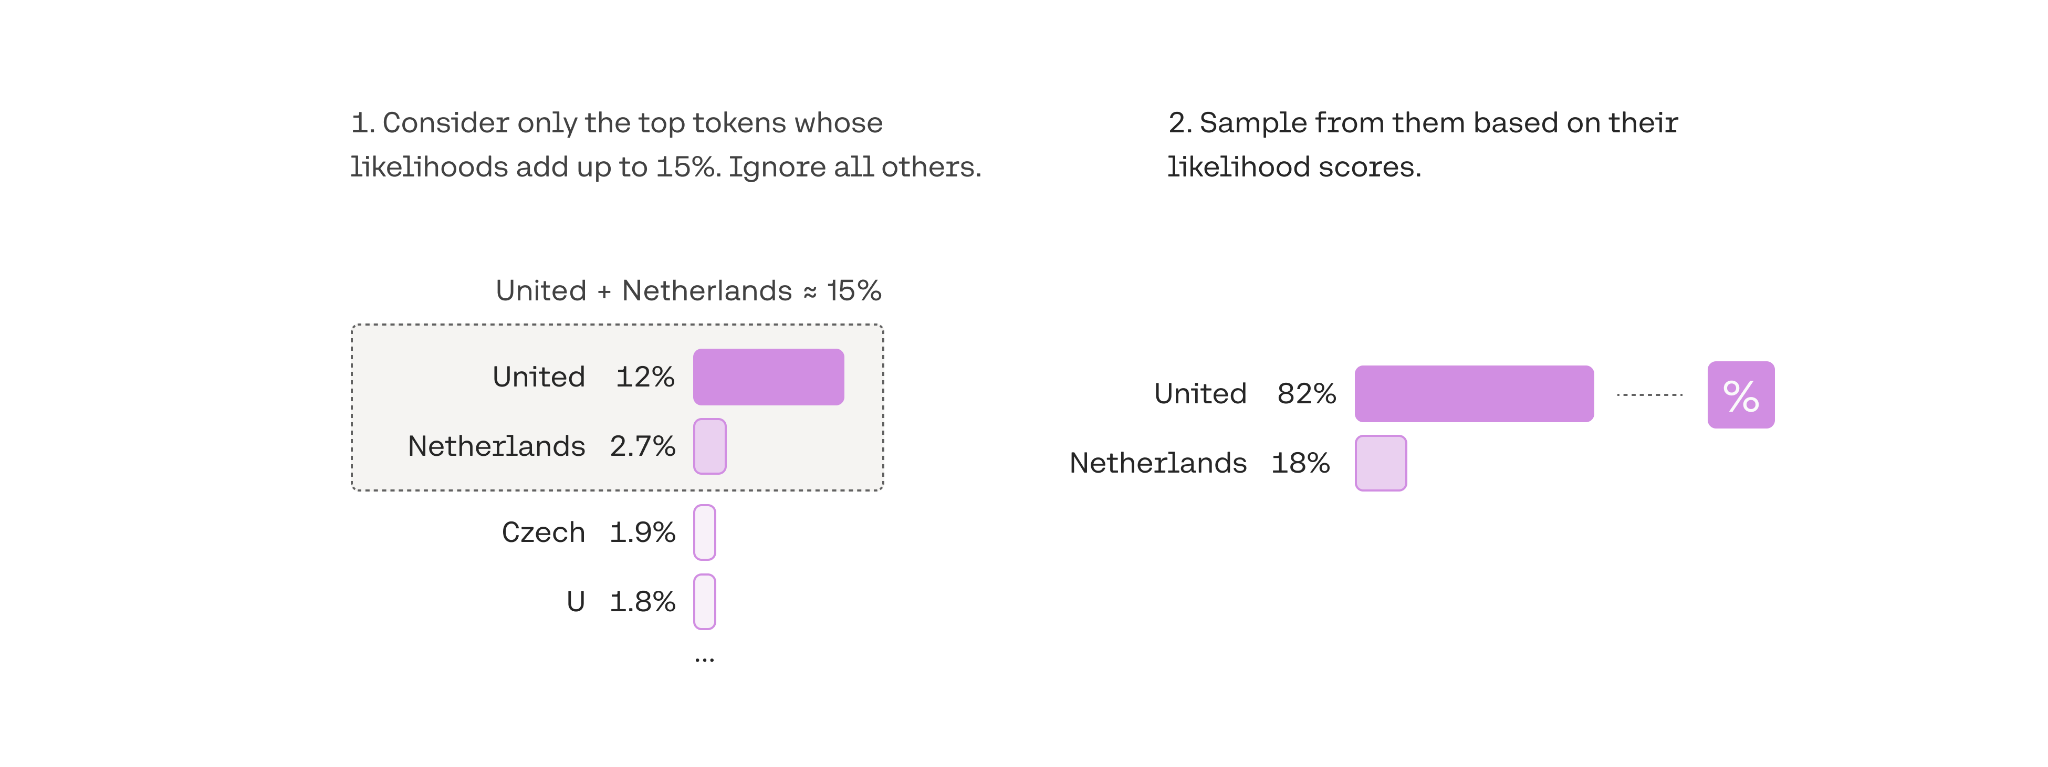 1. Consider only the top tokens whose
likelihoods add up to 15%. Ignore all others.
2. Sample from them based on their
likelihood scores.
United + Netherlands ≈ 15%
United 12%
Netherlands 2.7%
Czech 1.9%
U 1.8%
...
United 82%
%
Netherlands 18%